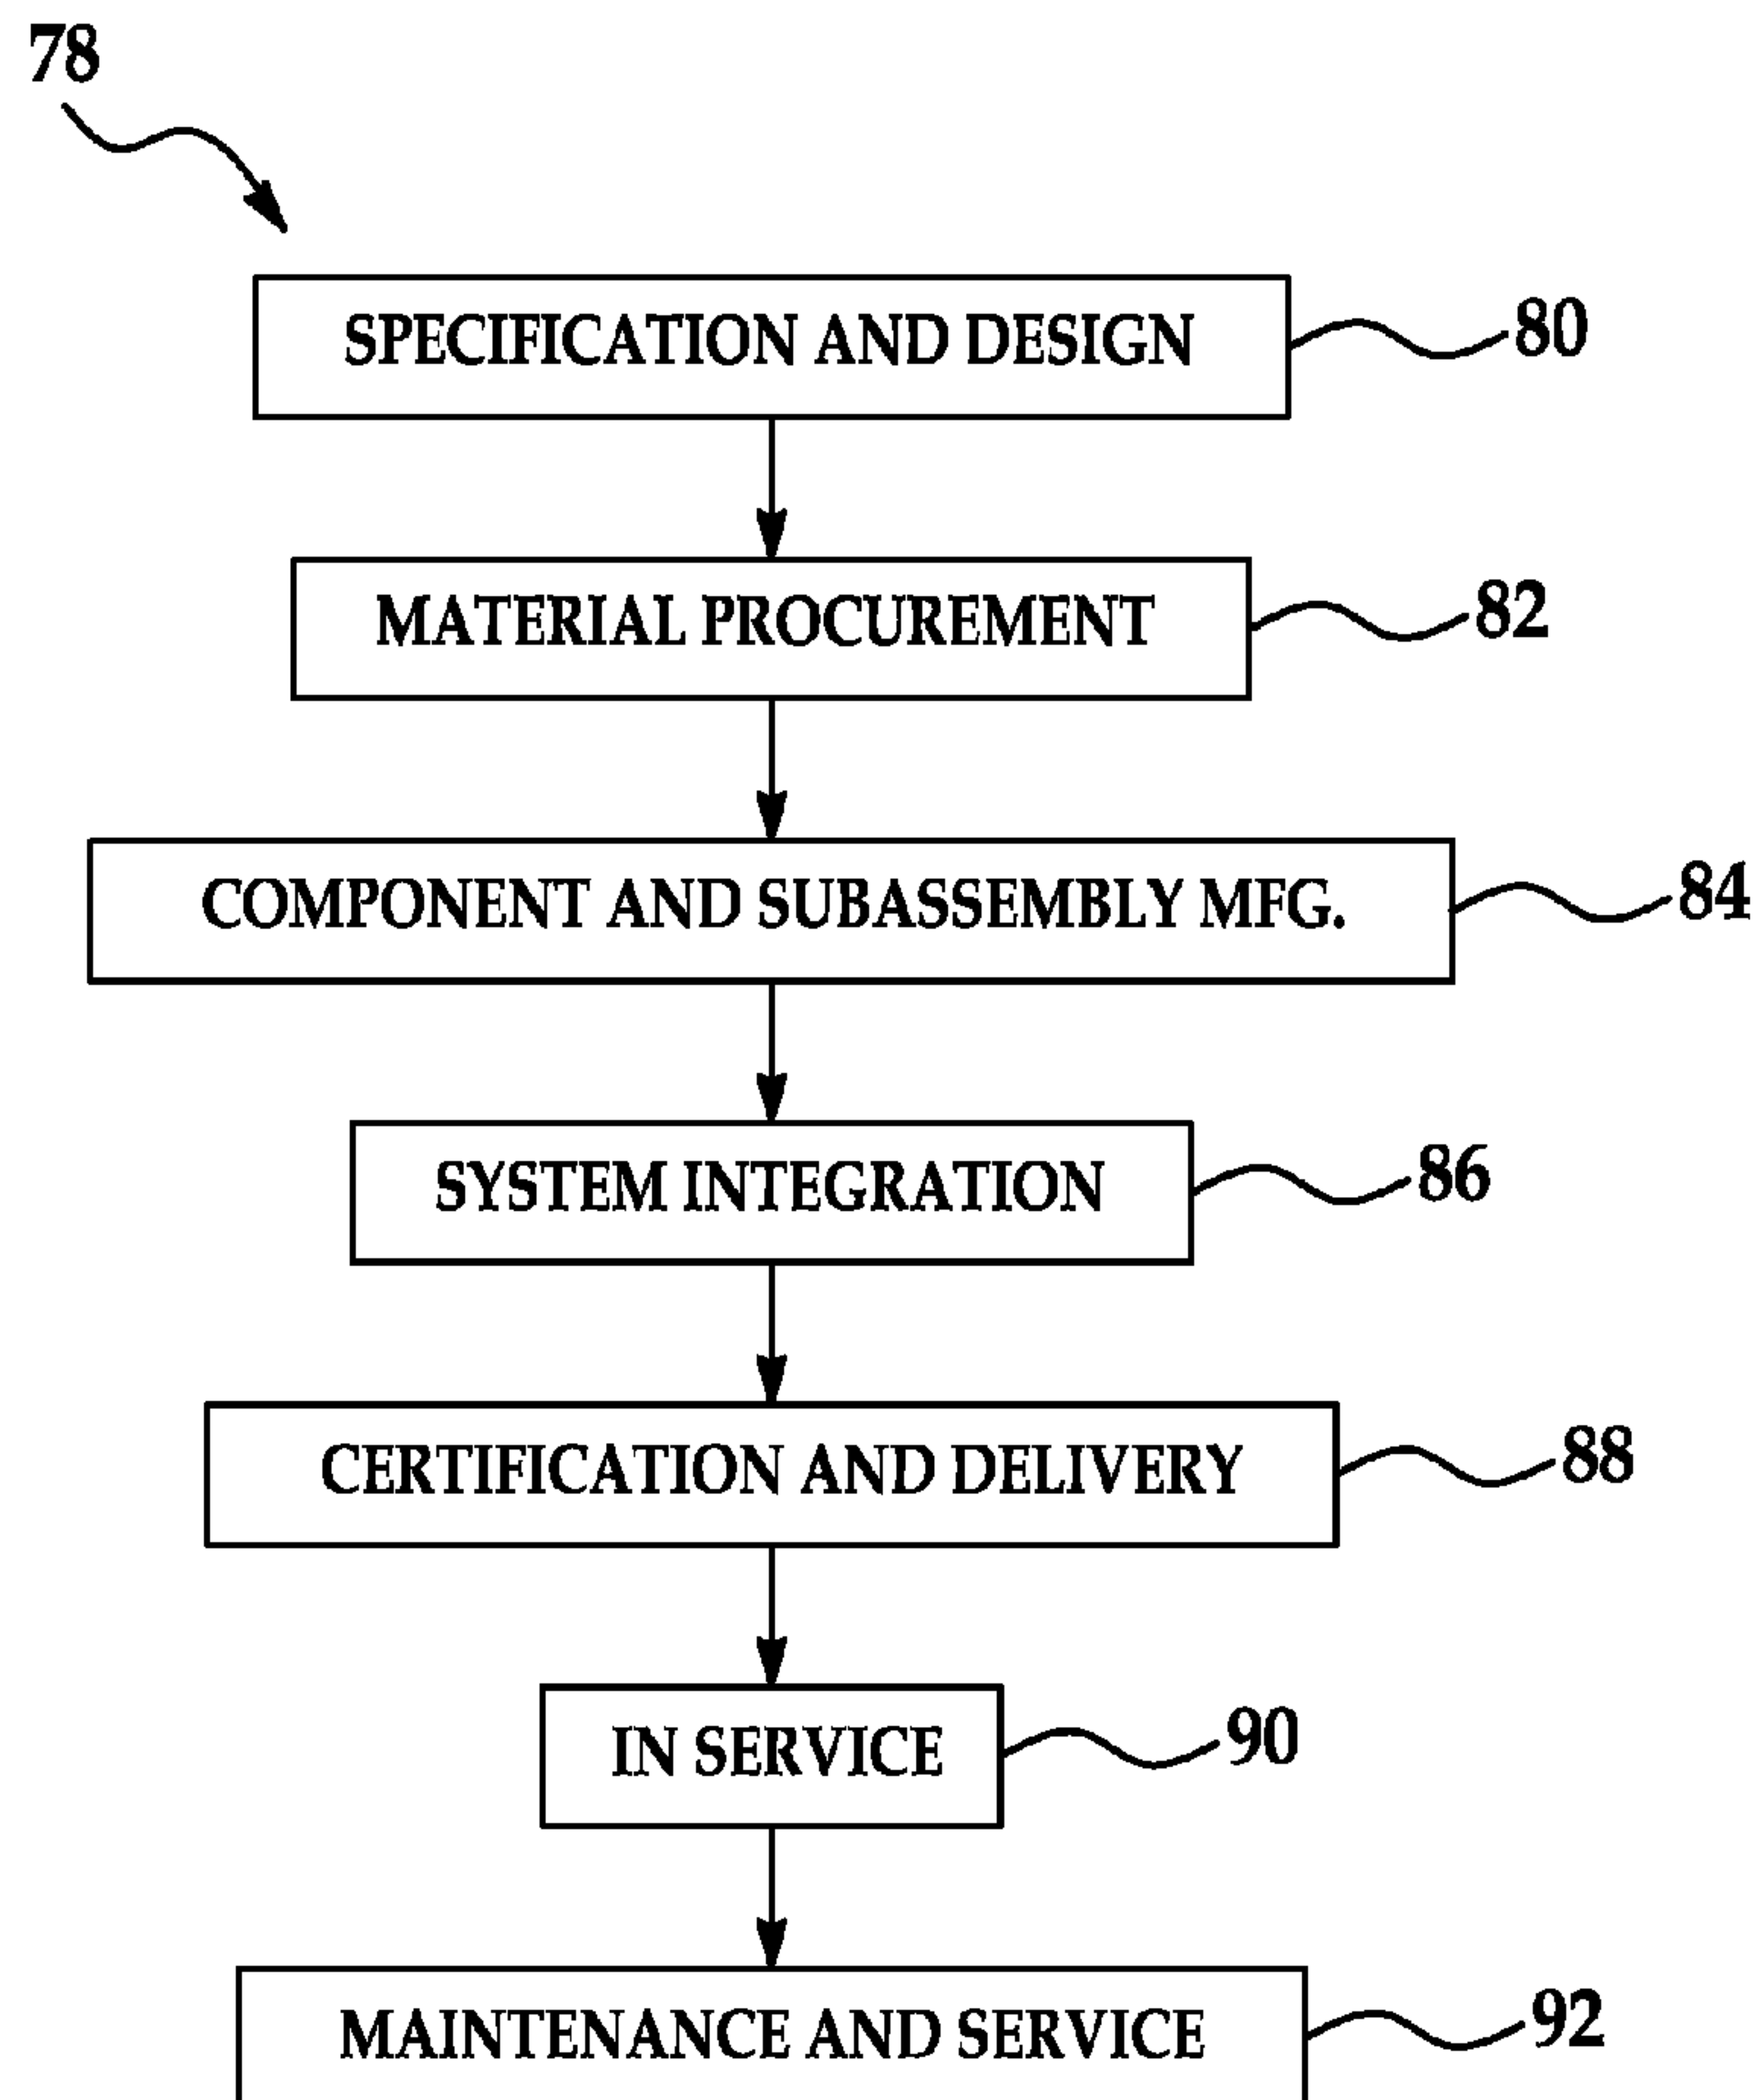 78
SPECIFICATION AND DESIGN 80
MATERIAL PROCUREMENT 82
COMPONENT AND SUBASSEMBLY MFG. 84
SYSTEM INTEGRATION 86
CERTIFICATION AND DELIVERY 88
IN SERVICE 90
MAINTENANCE AND SERVICE 92